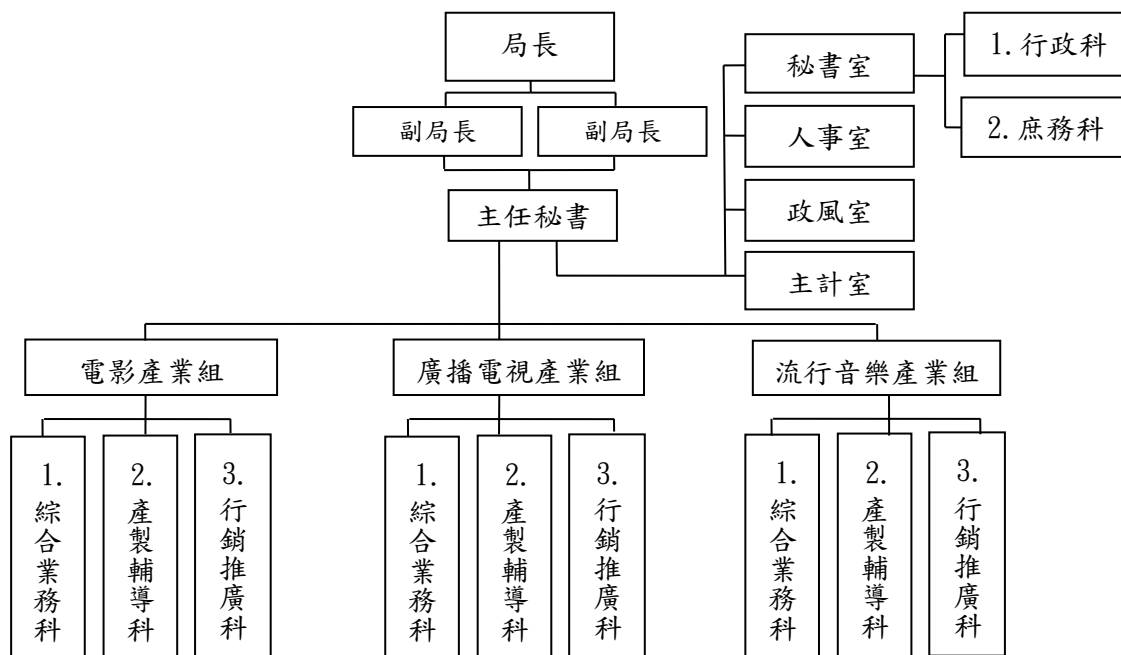 局長
副局長
副局長
主任秘書
秘書室
人事室
政風室
主計室
1.行政科
2.庶務科
電影產業組
1.綜合業務科
2.產製輔導科
3.行銷推廣科
廣播電視產業組
1.綜合業務科
2.產製輔導科
3.行銷推廣科
流行音樂產業組
1.綜合業務科
2.產製輔導科
3.行銷推廣科